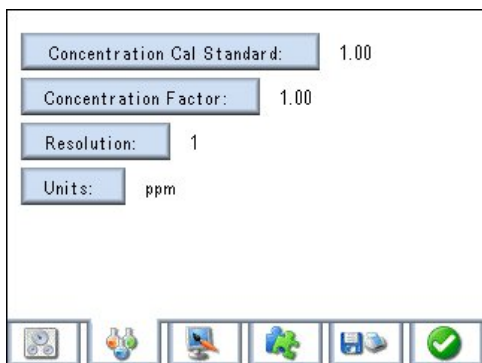 Concentration Cal Standard: 1.00
Concentration Factor: 1.00
Resolution: 1
Units: ppm